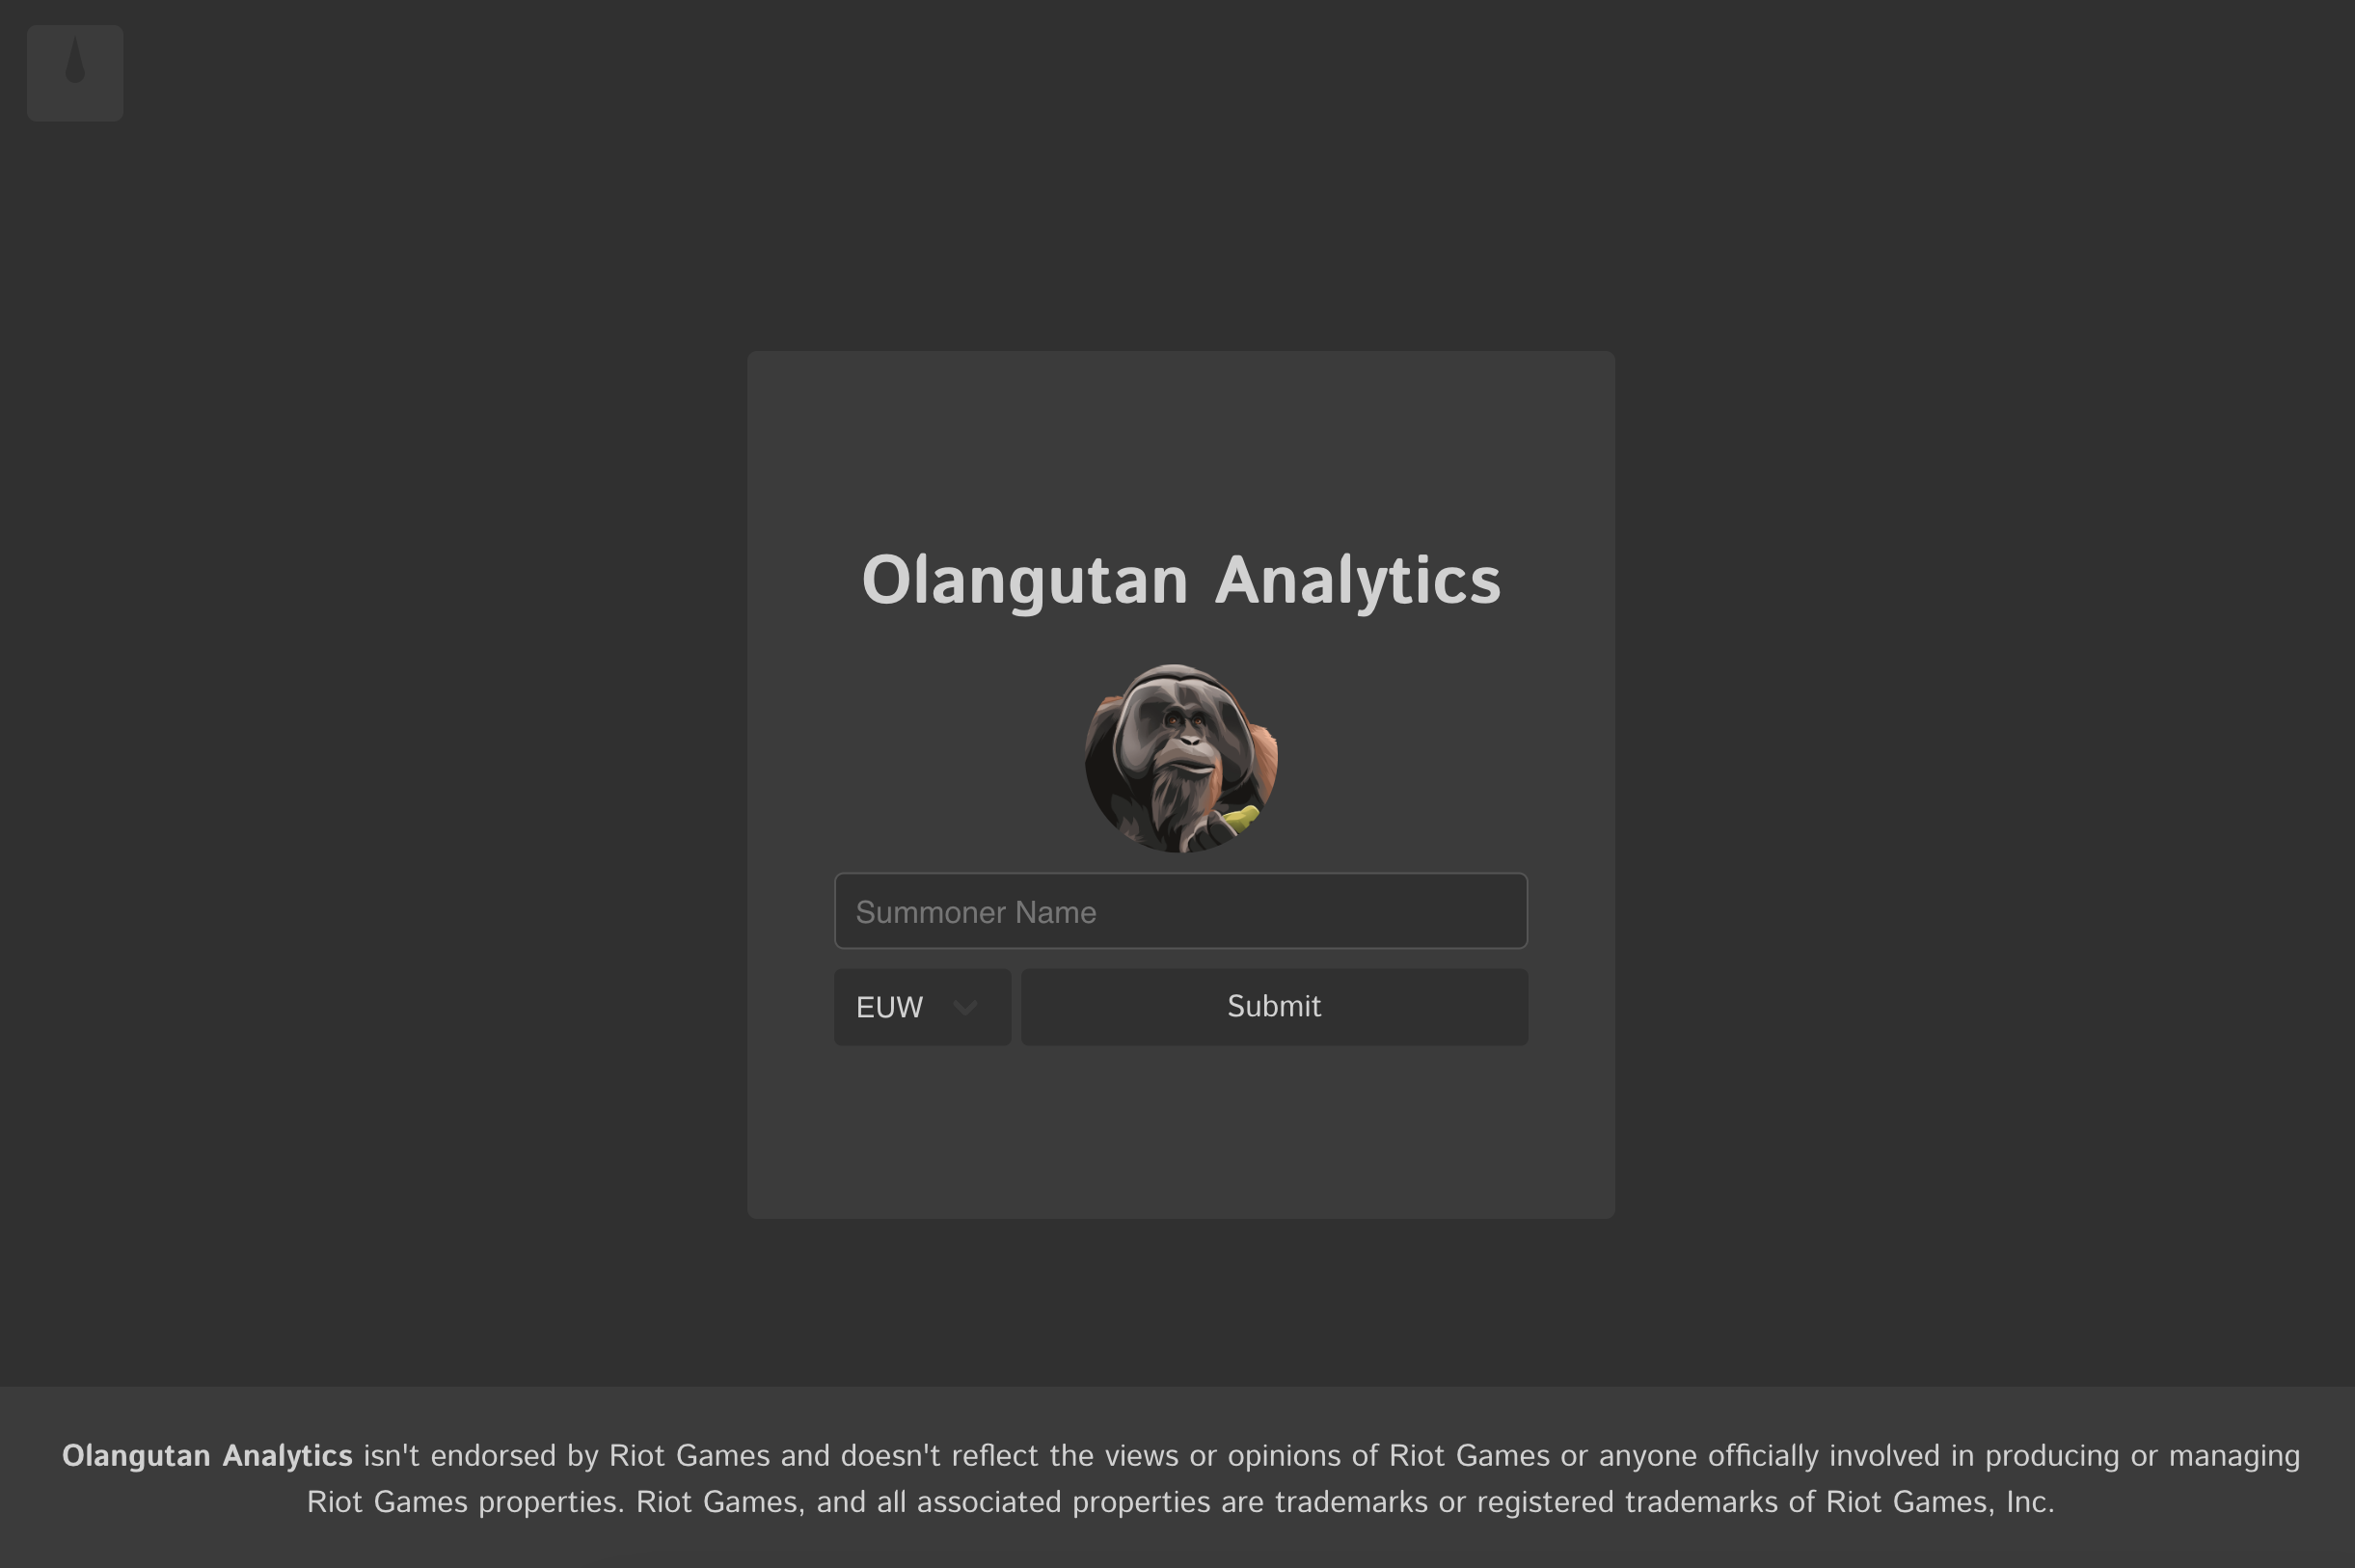 Olangutan Analytics
Summoner Name
EUW
Submit
Olangutan Analytics isn't endorsed by Riot Games and doesn't reflect the views or opinions of Riot Games or anyone officially involved in producing or managing
Riot Games properties. Riot Games, and all associated properties are trademarks or registered trademarks of Riot Games, Inc.